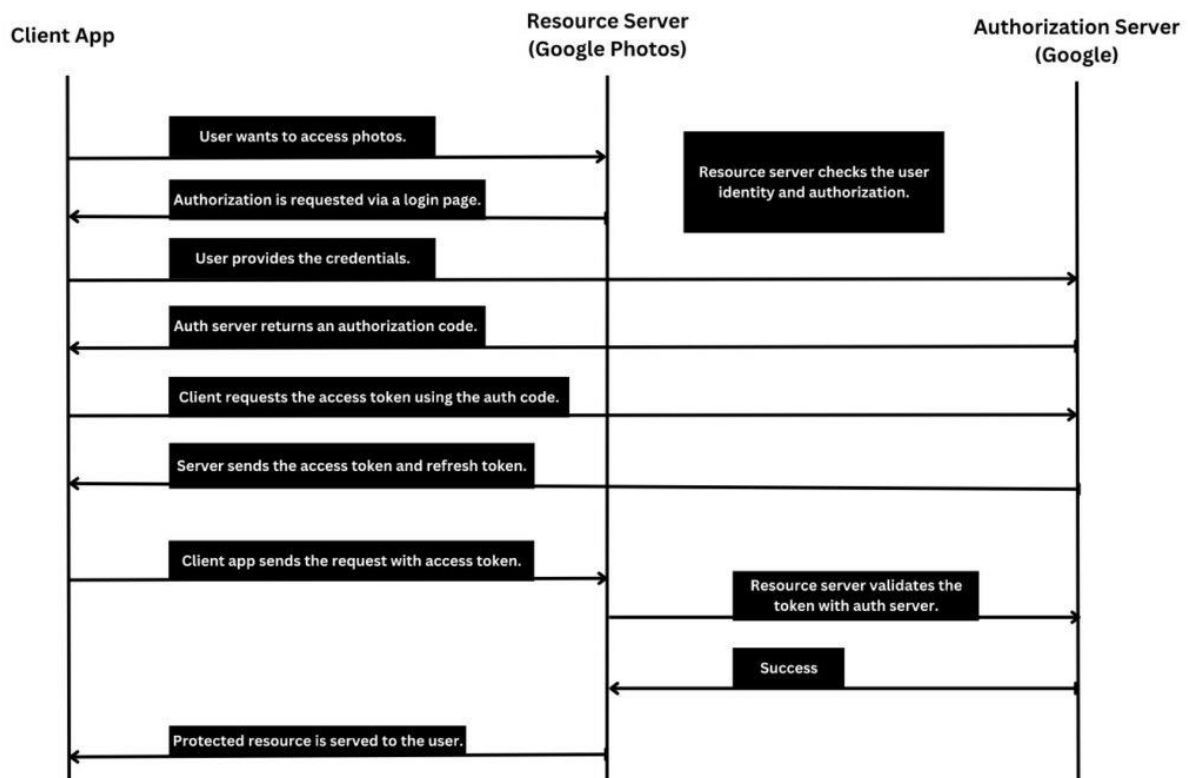 Client App
Resource Server
(Google Photos)
Authorization Server
(Google)
User wants to access photos.
Resource server checks the user
identity and authorization.
Authorization is requested via a login page.
User provides the credentials.
Auth server returns an authorization code.
Client requests the access token using the auth code.
Server sends the access token and refresh token.
Client app sends the request with access token.
Resource server validates the
token with auth server.
Success
Protected resource is served to the user.